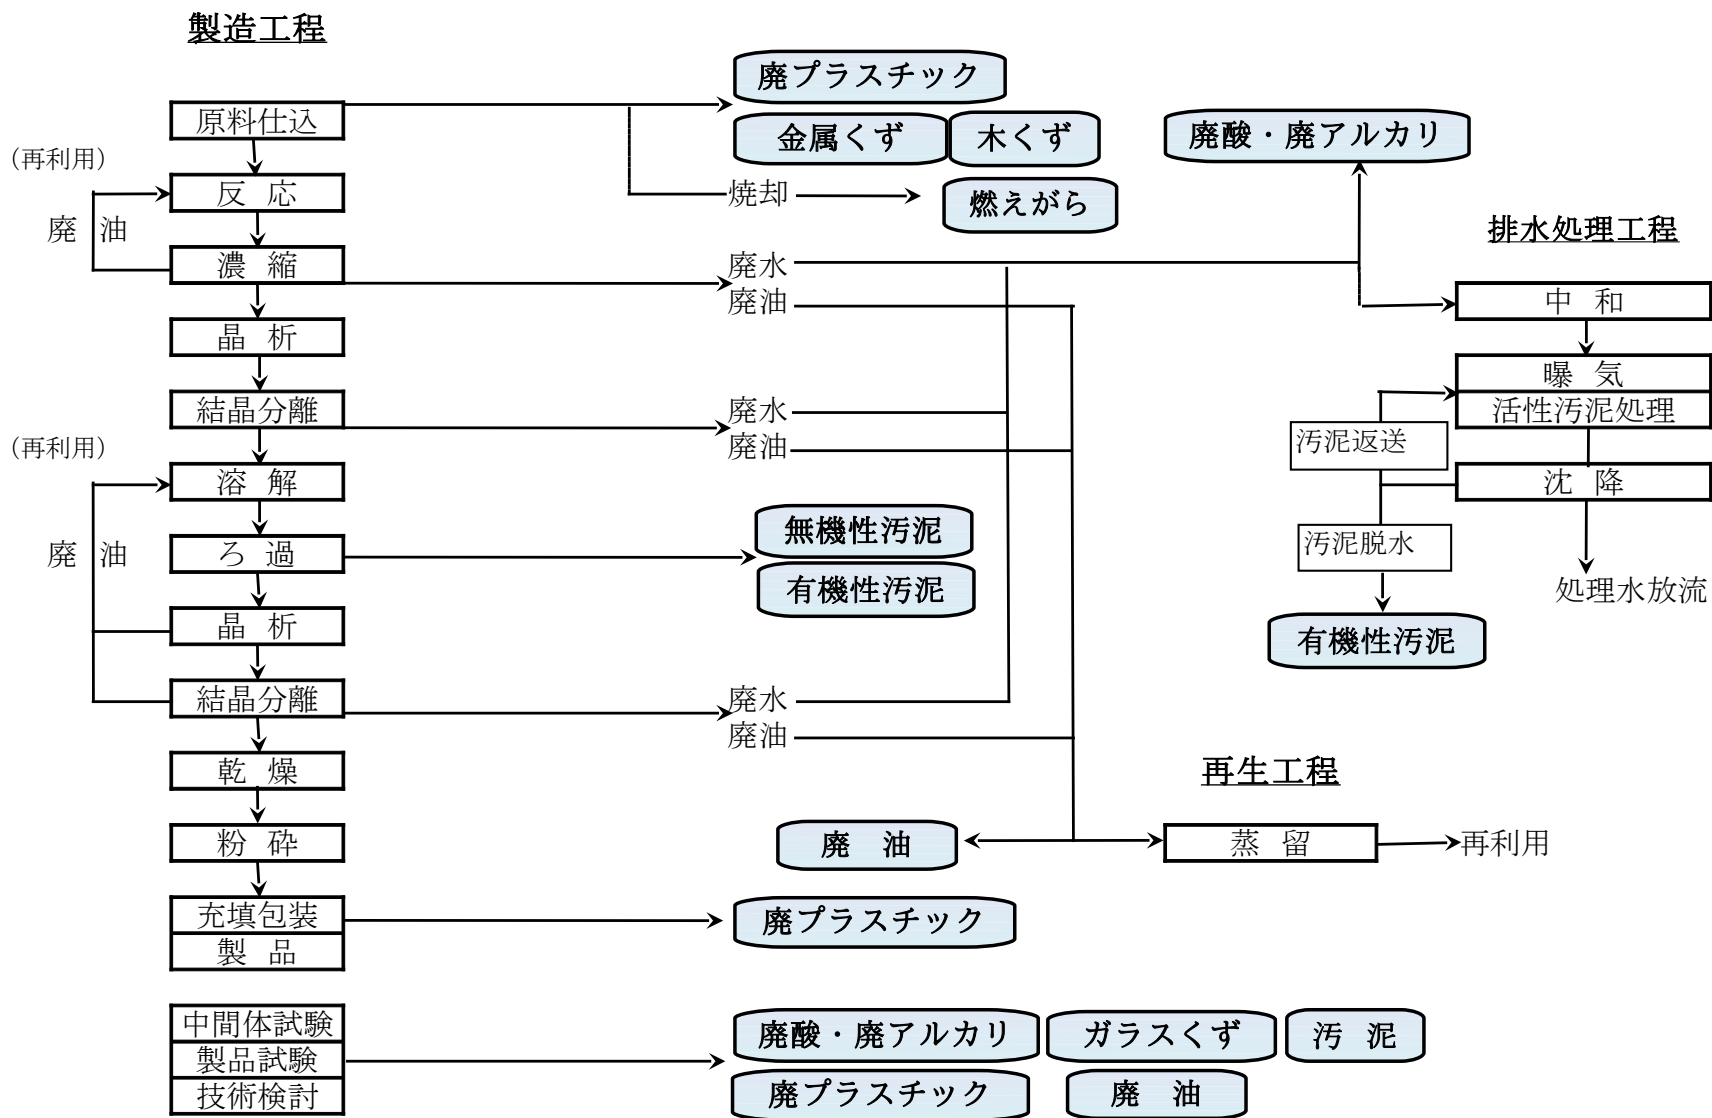 製造工程
廃プラスチック
原料仕込
金属くず
木くず
廃酸・廃アルカリ
(再利用)
反 応
焼却
燃えがら
廃 油
排水処理工程
濃 縮
廃水
廃油
中 和
晶 析
曝 気
結晶分離
廃水
活性汚泥処理
(再利用)
廃油
汚泥返送
溶 解
沈 降
無機性汚泥
廃 油
ろ 過
汚泥脱水
有機性汚泥
処理水放流
晶 析
有機性汚泥
結晶分離
廃水
廃油
乾 燥
再生工程
粉 砕
廃 油
蒸 留
再利用
充填包装
廃プラスチック
製 品
中間体試験
廃酸・廃アルカリ
ガラスくず
汚 泥
製品試験
技術検討
廃プラスチック
廃 油